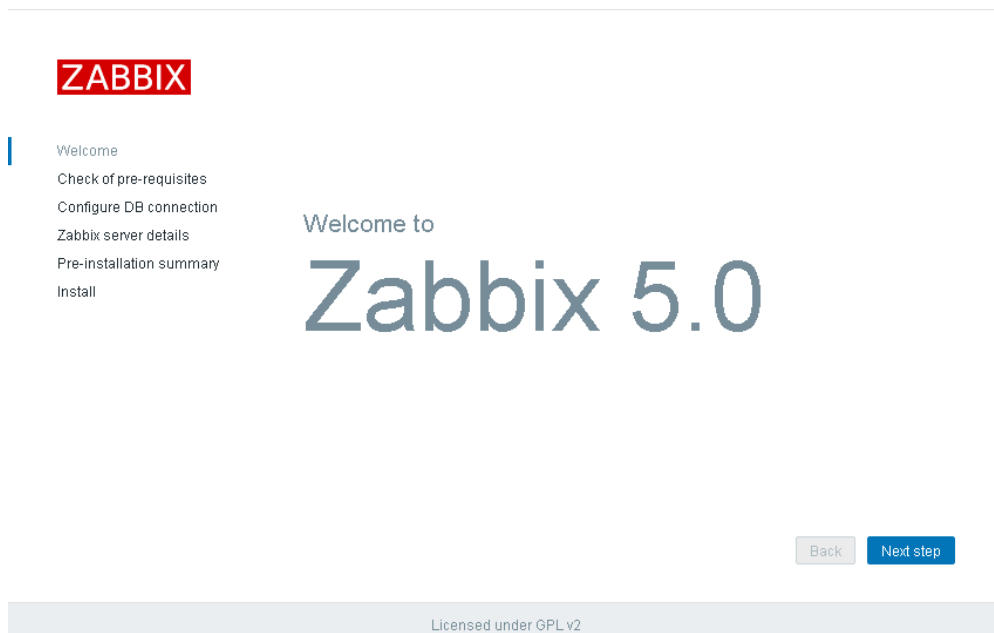 ZABBIX
Welcome
Check of pre-requisites
Configure DB connection
Zabbix server details
Pre-installation summary
Install
Welcome to
Zabbix 5.0
Back
Next step
Licensed under GPL v2